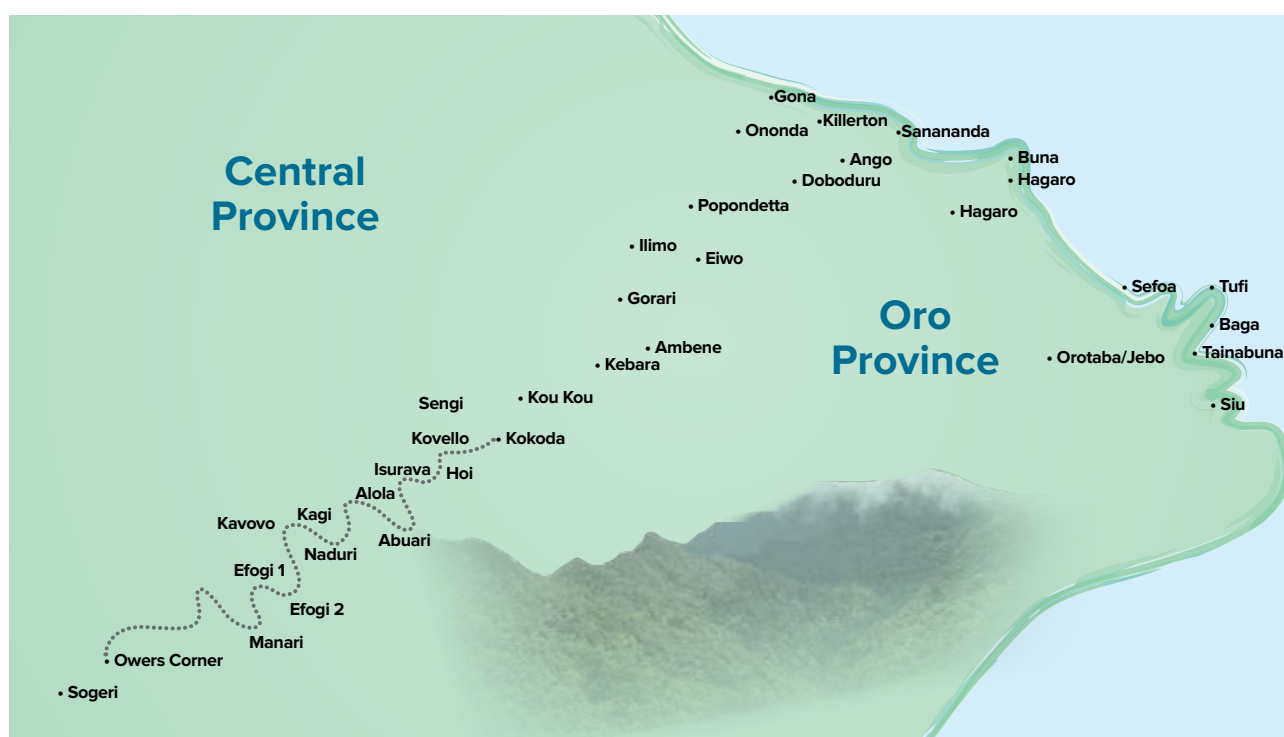 • Gona
• Killerton
• Ononda
• Sanananda
• Ango
• Buna
• Doboduru
• Hagaro
Central
Province
• Popondetta
• Hagaro
• Ilimo
• Eiwo
• Sefoa
• Tufi
• Gorari
Oro
Province
• Baga
• Ambene
• Tainabuna
• Orotaba/Jebo
• Kebara
• Kou Kou
Sengi
• Siu
Kovello
• Kokoda
Isurava
Hoi
Alola
Kagi
Kavovo
Abuari
Naduri
Efogi 1
Efogi 2
Manari
• Owers Corner
• Sogeri